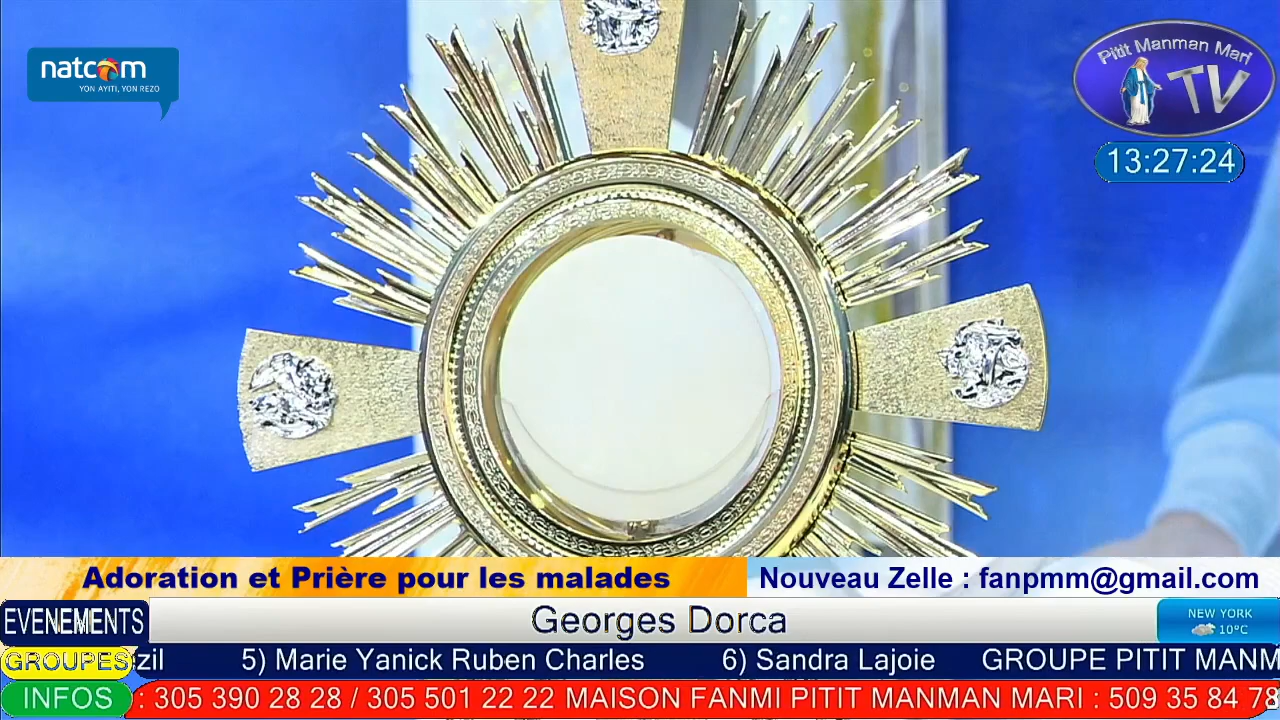 natcom
YON AYITI, YON REZO
Pitit Manman Mari
TV
13:27:24
Adoration et Prière pour les malades
Nouveau Zelle : fanpmm@gmail.com
EVENEMENTS
Georges Dorca
NEW YORK
10°C
GROUPES zil 5) Marie Yanick Ruben Charles 6) Sandra Lajoie GROUPE PITIT MANM
INFOS : 305 390 28 28 / 305 501 22 22 MAISON FANMI PITIT MANMAN MARI : 509 35 84 78